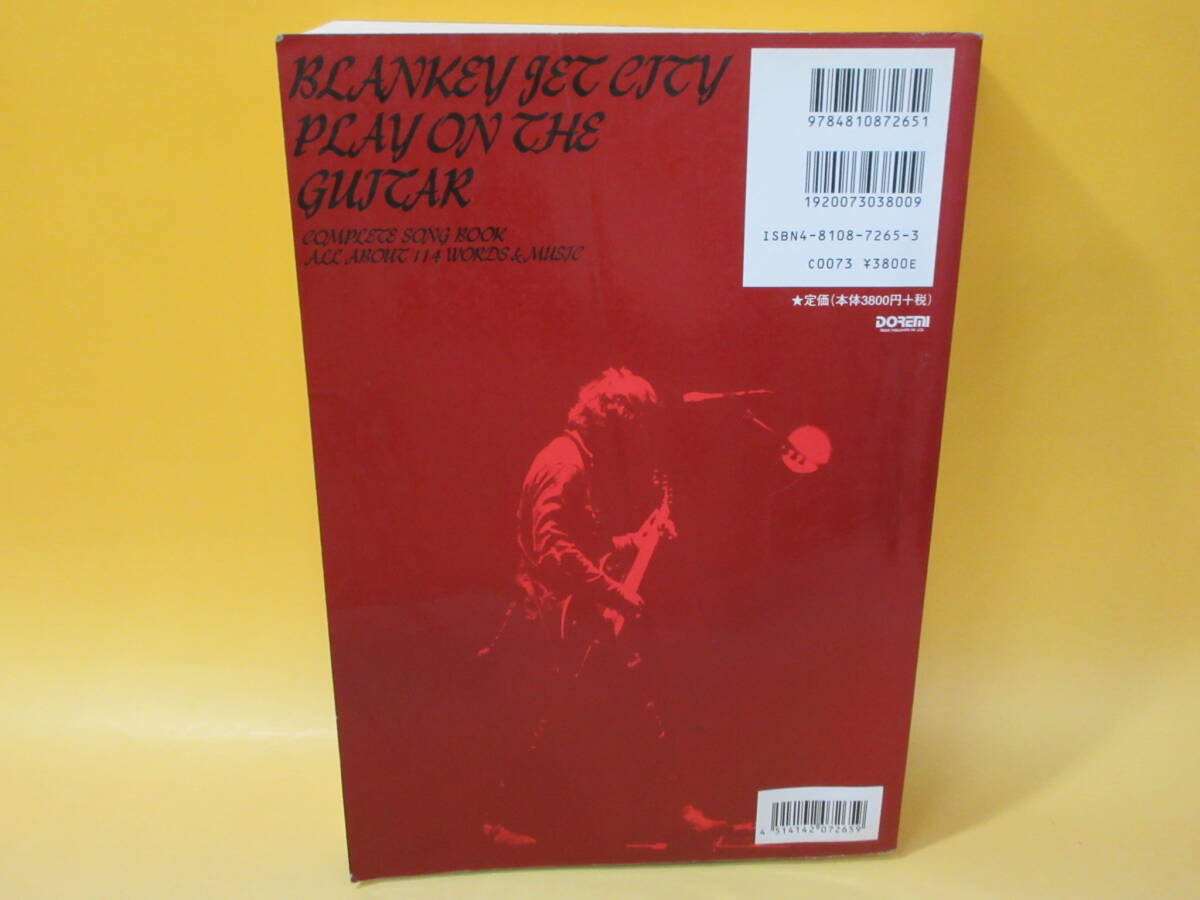 BLANKEY JET CITY
PLAY ON THE
GUITAR
COMPLETE SONG BOOK
ALL ABOUT 114 WORDS & MUSIC
9784810872651
1920073038009
ISBN4-8108-7265-3
C0073 ¥3800E
★定価(本体3800円+税)
DOREMI
4514142072659